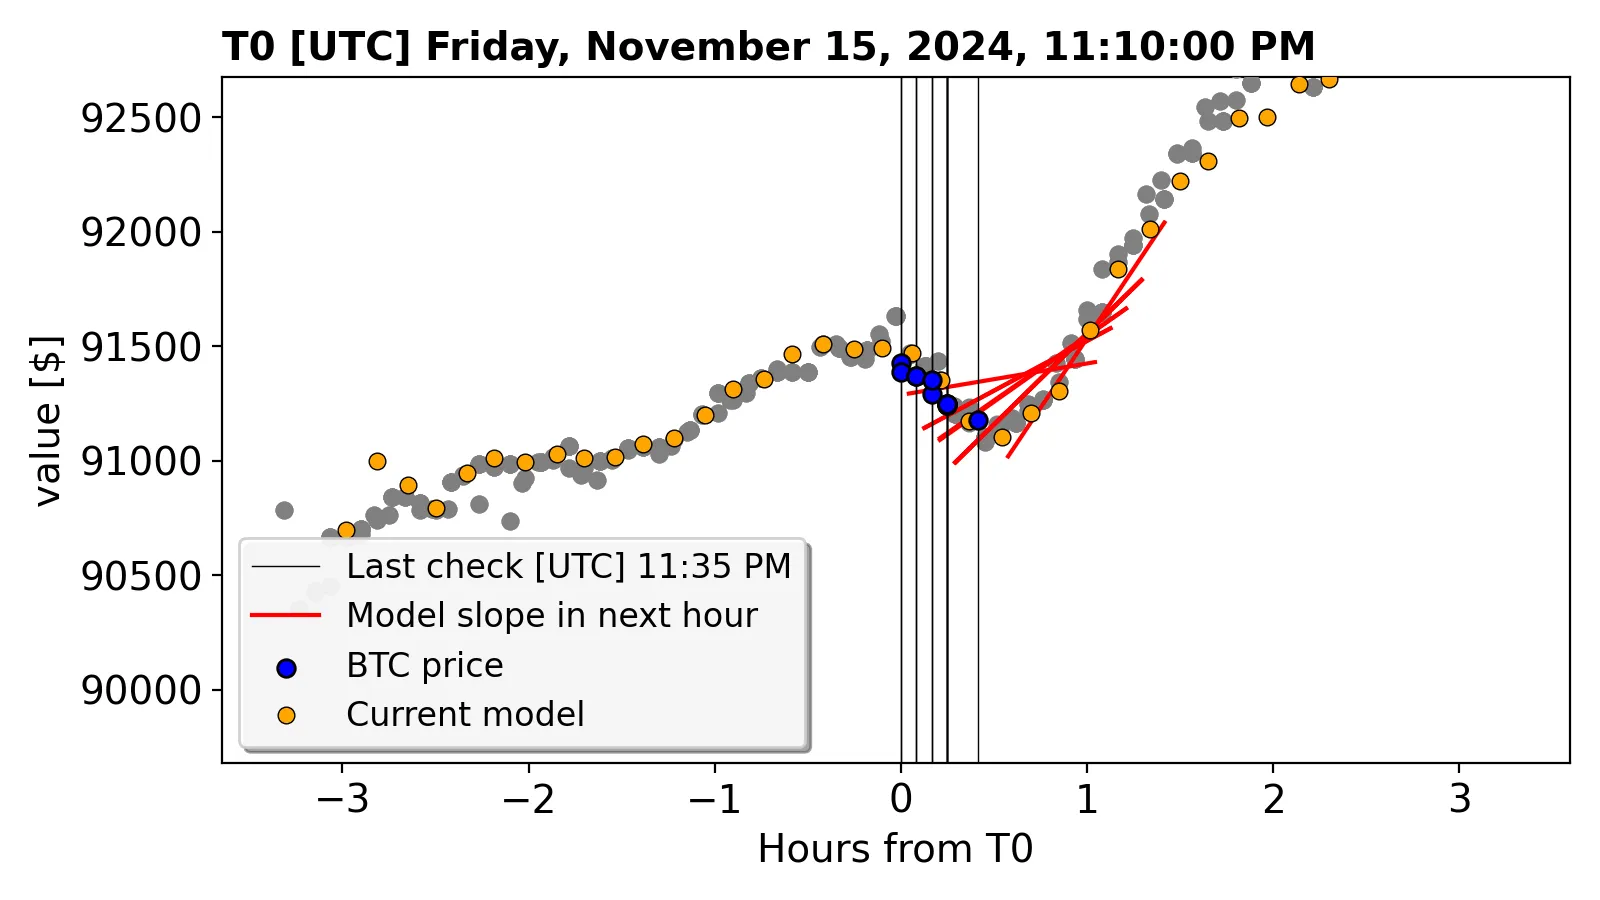 T0 [UTC] Friday, November 15, 2024, 11:10:00 PM
92500
92000
91500
91000
90500
90000
value [$]
Last check [UTC] 11:35 PM
Model slope in next hour
BTC price
Current model
−3
−2
−1
0
1
2
3
Hours from T0